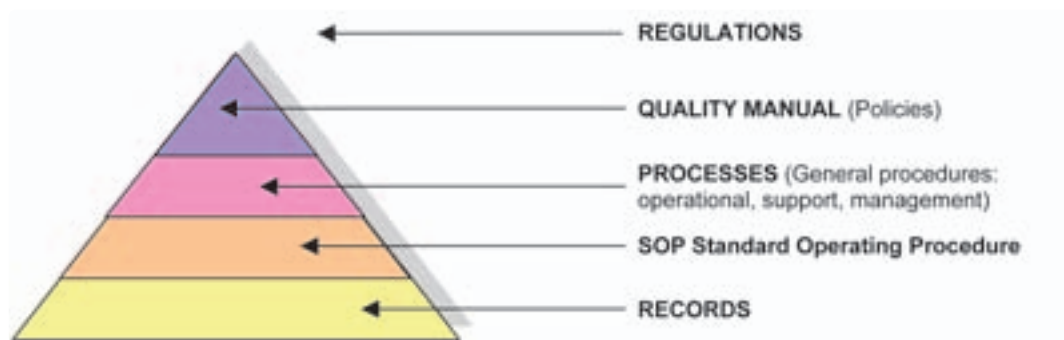 REGULATIONS
QUALITY MANUAL (Policies)
PROCESSES (General procedures:
operational, support, management)
SOP Standard Operating Procedure
RECORDS